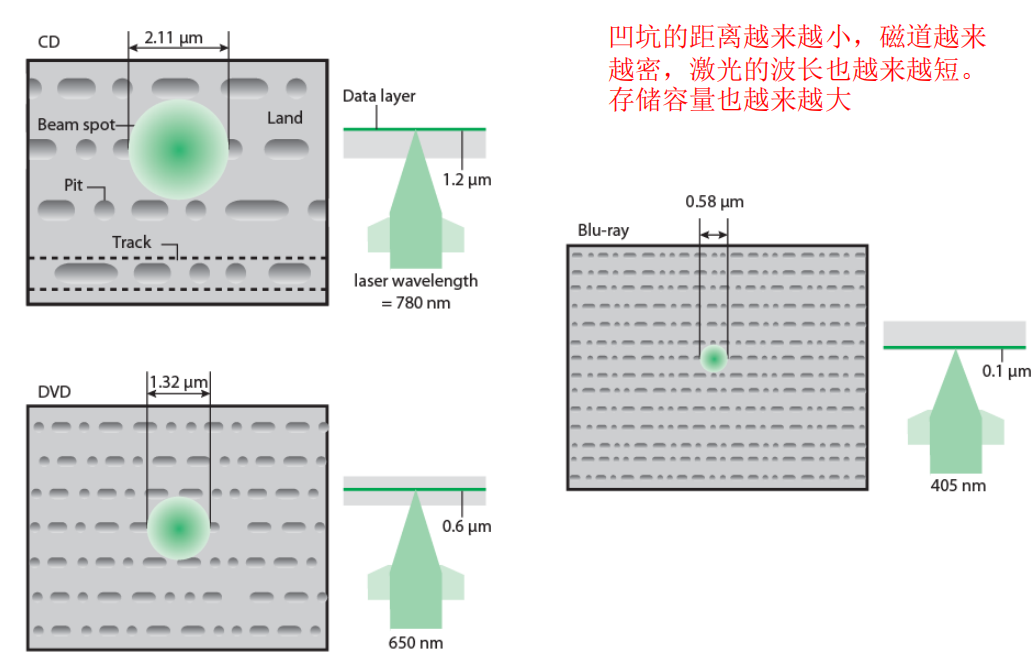 CD
2.11 μm
Beam spot
Land
Pit
Track
Data layer
1.2 μm
laser wavelength
= 780 nm
凹坑的距离越来越小，磁道越来
越密，激光的波长也越来越短。
存储容量也越来越大
DVD
1.32 μm
0.6 μm
650 nm
Blu-ray
0.58 μm
0.1 μm
405 nm